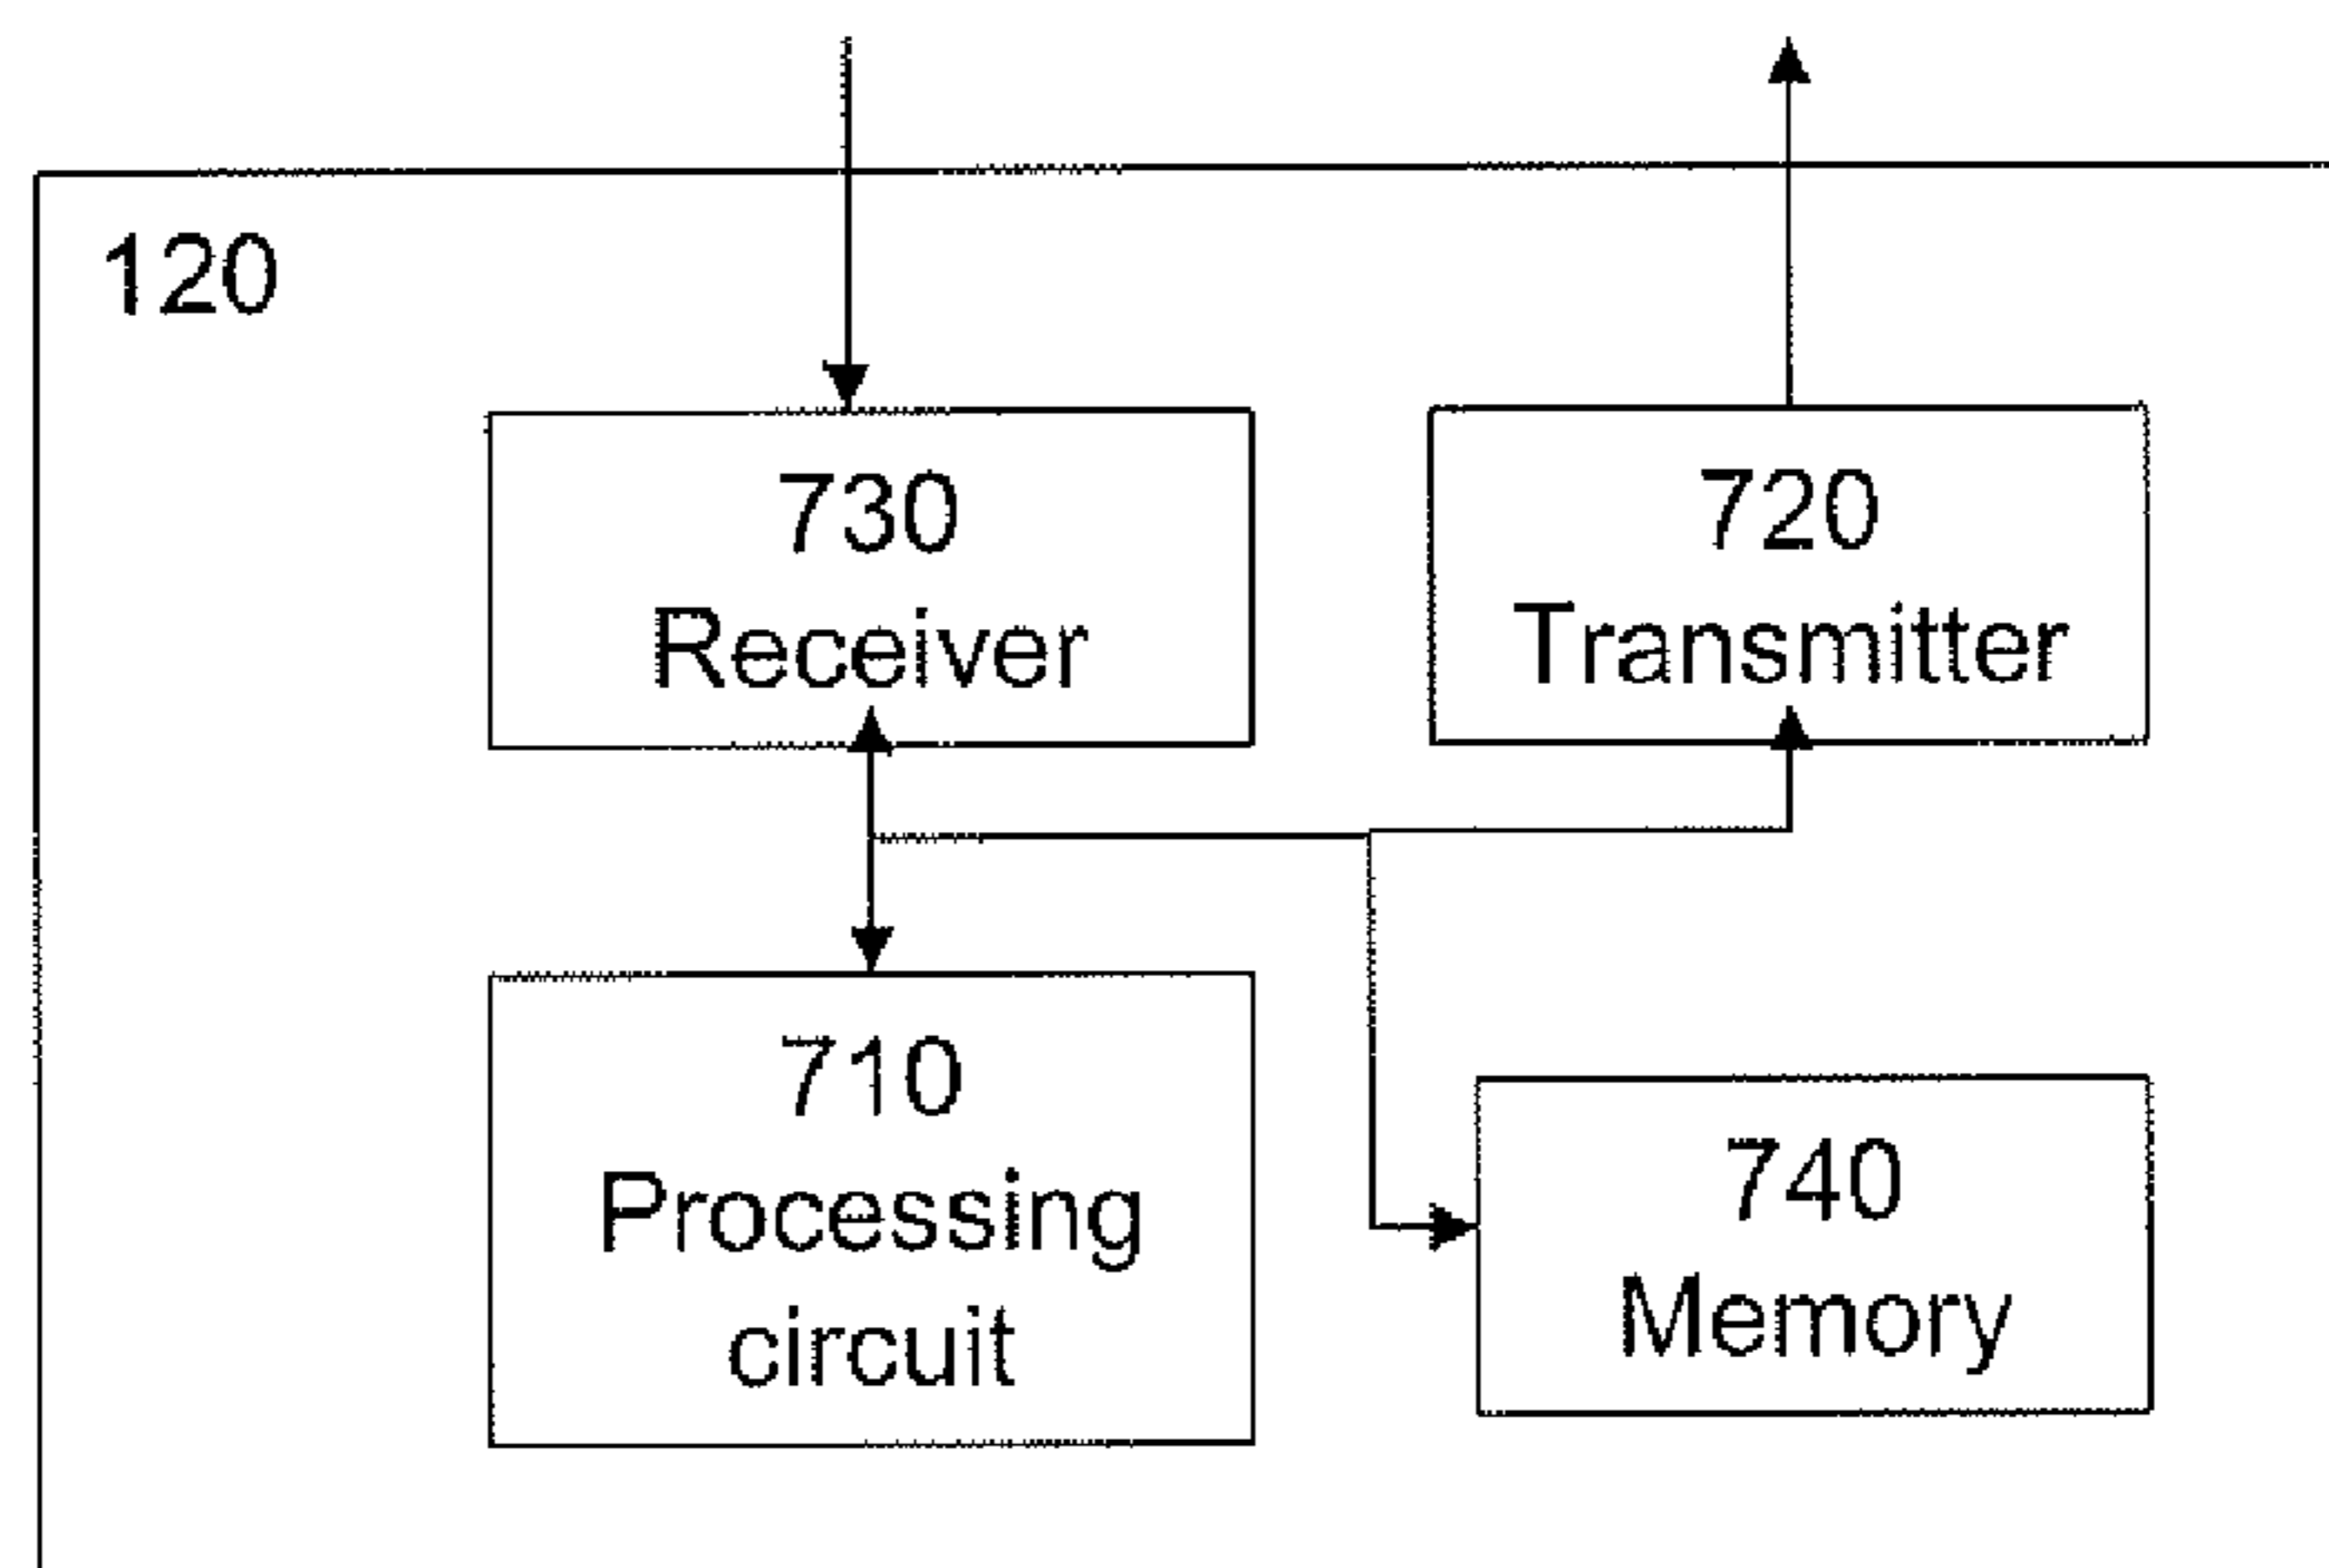 120
730
Receiver
720
Transmitter
710
Processing
circuit
740
Memory